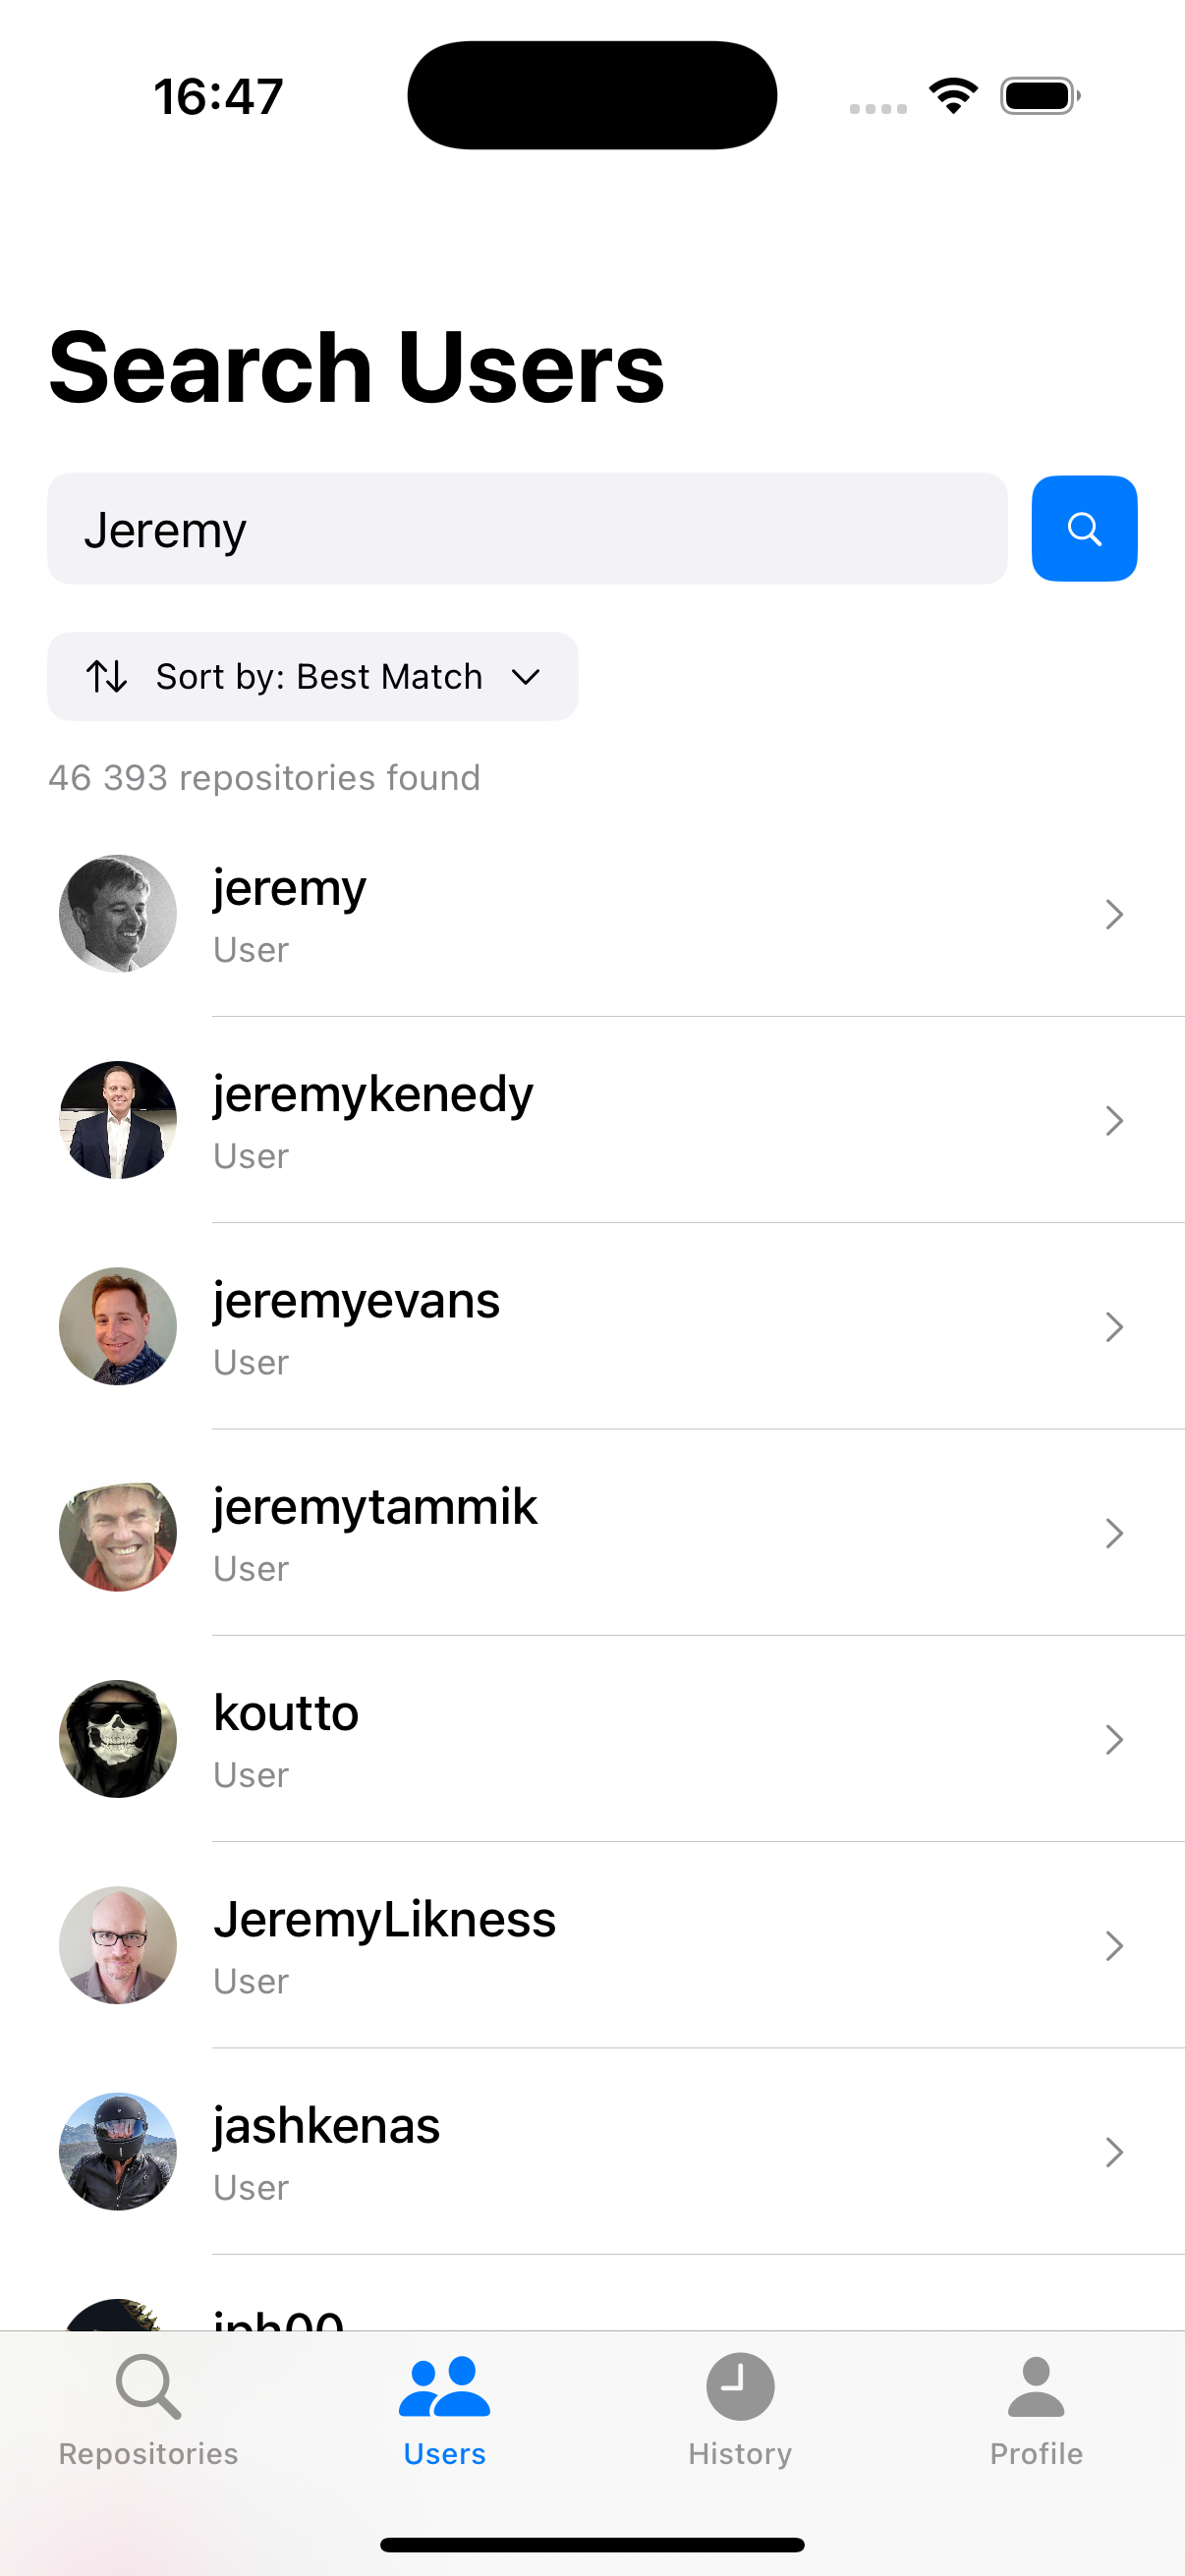 16:47
Search Users
Jeremy
Sort by: Best Match
46 393 repositories found
jeremy
User
jeremykenedy
User
jeremyevans
User
jeremytammik
User
koutto
User
JeremyLikness
User
jashkenas
User
jph00
Repositories
Users
History
Profile